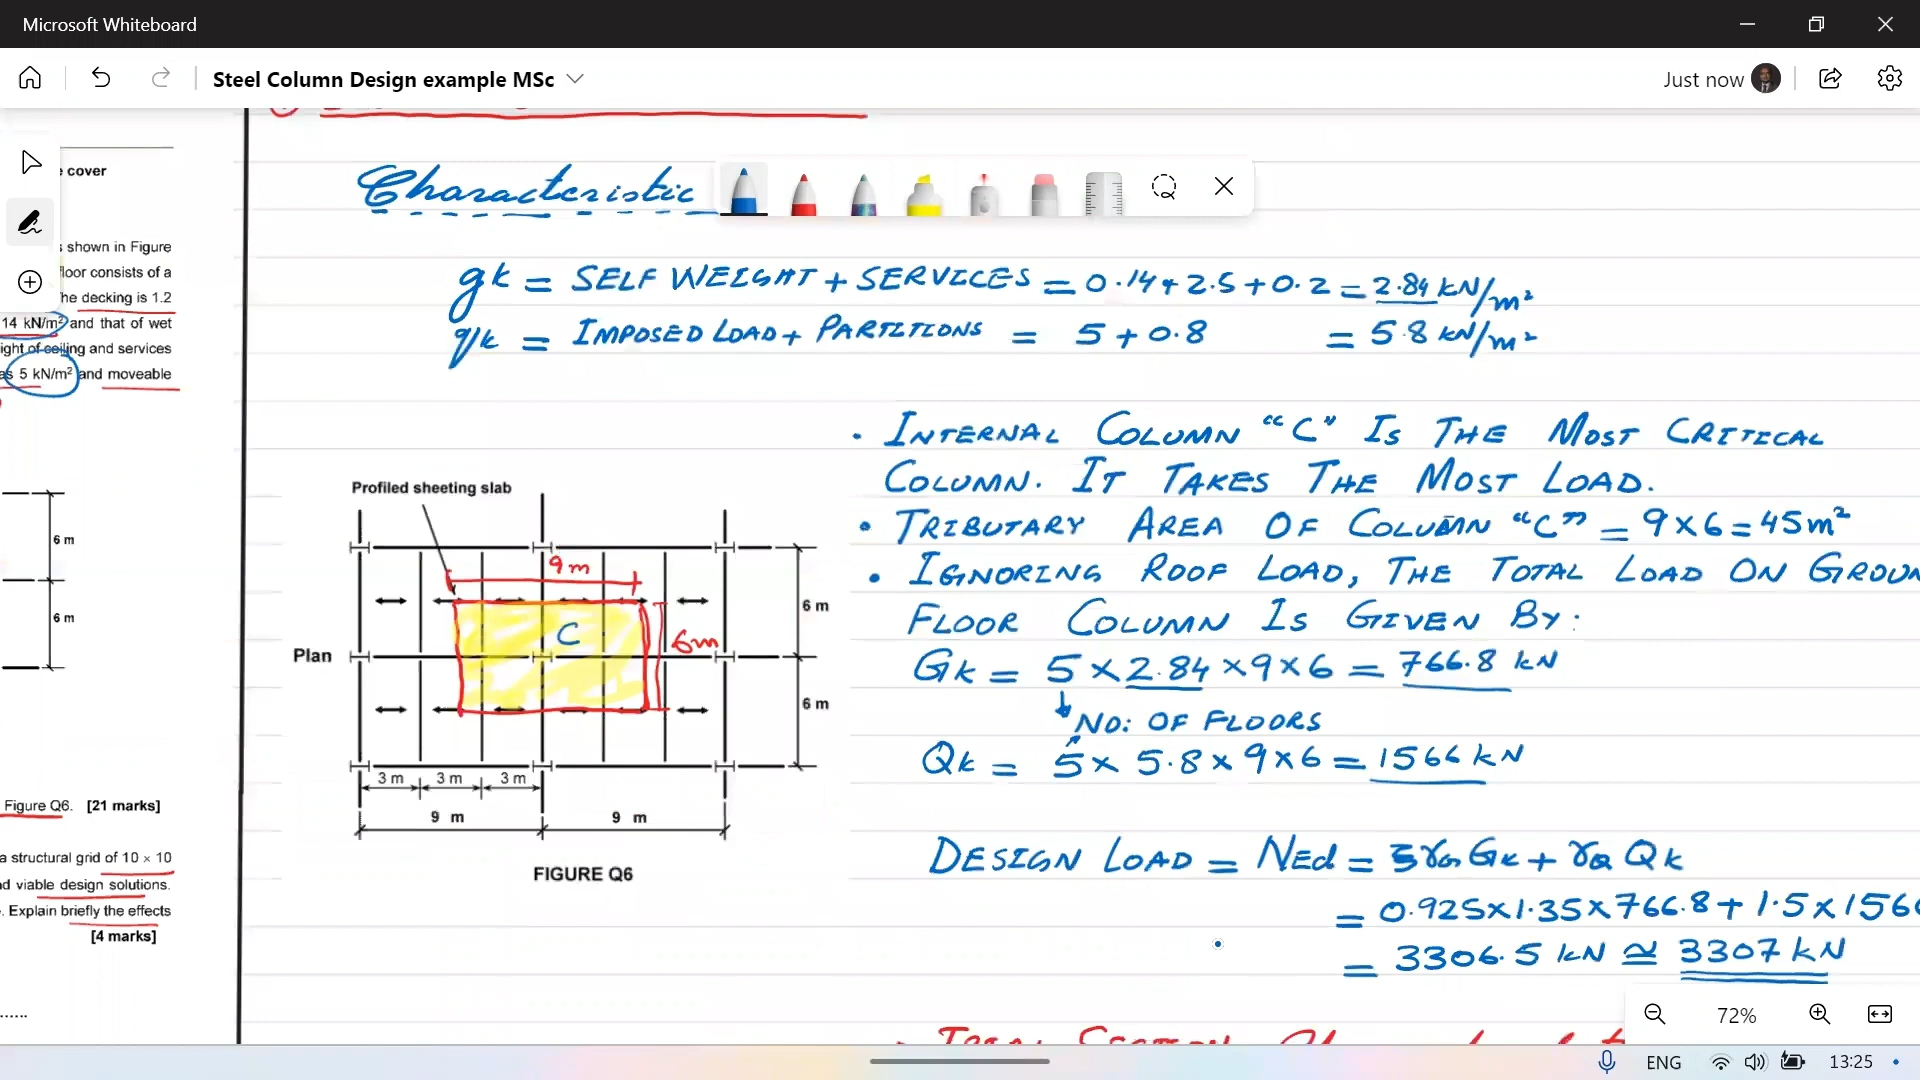 Microsoft Whiteboard
Steel Column Design example MSc
Just now
e cover
s shown in Figure
floor consists of a
he decking is 1.2
14 kN/m² and that of wet
ight of ceiling and services
as 5 kN/m² and moveable
6 m
6 m
Figure Q6. [21 marks]
a structural grid of 10 × 10
nd viable design solutions.
. Explain briefly the effects
[4 marks]
......
Characteristic
gk = SELF WEIGHT + SERVICES = 0.14 + 2.5 + 0.2 = 2.84 kN/m²
qk = IMPOSED LOAD + PARTITIONS = 5 + 0.8 = 5.8 kN/m²
Profiled sheeting slab
9 m
C
6m
6 m
Plan
6 m
3 m 3 m 3 m
9 m 9 m
FIGURE Q6
• INTERNAL COLUMN "C" IS THE MOST CRITICAL
COLUMN. IT TAKES THE MOST LOAD.
• TRIBUTARY AREA OF COLUMN "C" = 9 × 6 = 45m²
• IGNORING ROOF LOAD, THE TOTAL LOAD ON GROUN
FLOOR COLUMN IS GIVEN BY:
Gk = 5 × 2.84 × 9 × 6 = 766.8 kN
NO: OF FLOORS
Qk = 5 × 5.8 × 9 × 6 = 1566 kN
DESIGN LOAD = NEd = ξγG Gk + γQ Qk
= 0.925×1.35×766.8 + 1.5×156
= 3306.5 kN ≅ 3307 kN
72%
ENG 13:25